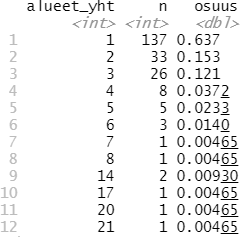 alueet_yht n osuus
<int> <int> <dbl>
1 1 137 0.637
2 2 33 0.153
3 3 26 0.121
4 4 8 0.0372
5 5 5 0.0233
6 6 3 0.0140
7 7 1 0.00465
8 8 1 0.00465
9 14 2 0.00930
10 17 1 0.00465
11 20 1 0.00465
12 21 1 0.00465